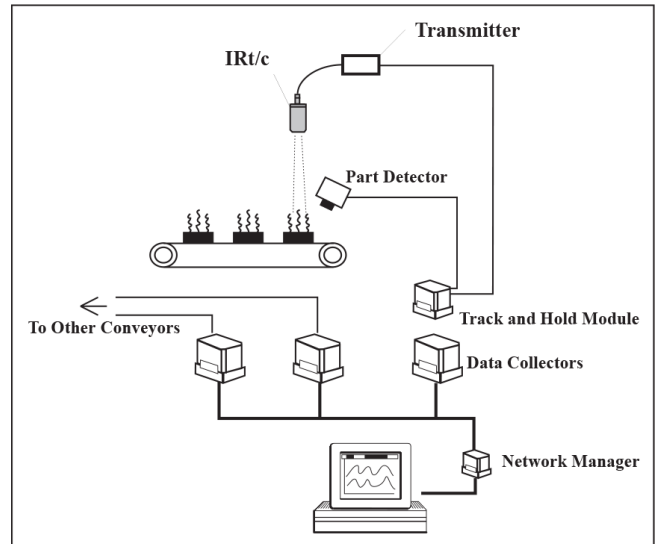 Transmitter
IRt/c
Part Detector
Track and Hold Module
To Other Conveyors
Data Collectors
Network Manager